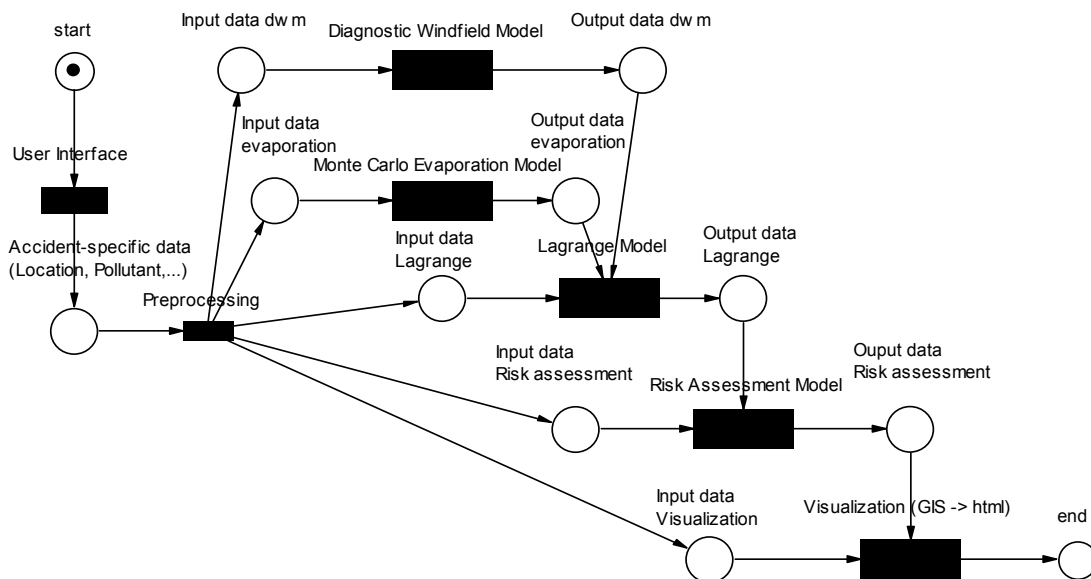 start
Input data dw m
Diagnostic Windfield Model
Output data dw m
Input data
evaporation
Output data
evaporation
User Interface
Monte Carlo Evaporation Model
Accident-specific data
(Location, Pollutant,...)
Input data
Lagrange
Lagrange Model
Output data
Lagrange
Preprocessing
Input data
Risk assessment
Risk Assessment Model
Ouput data
Risk assessment
Input data
Visualization
Visualization (GIS -> html)
end